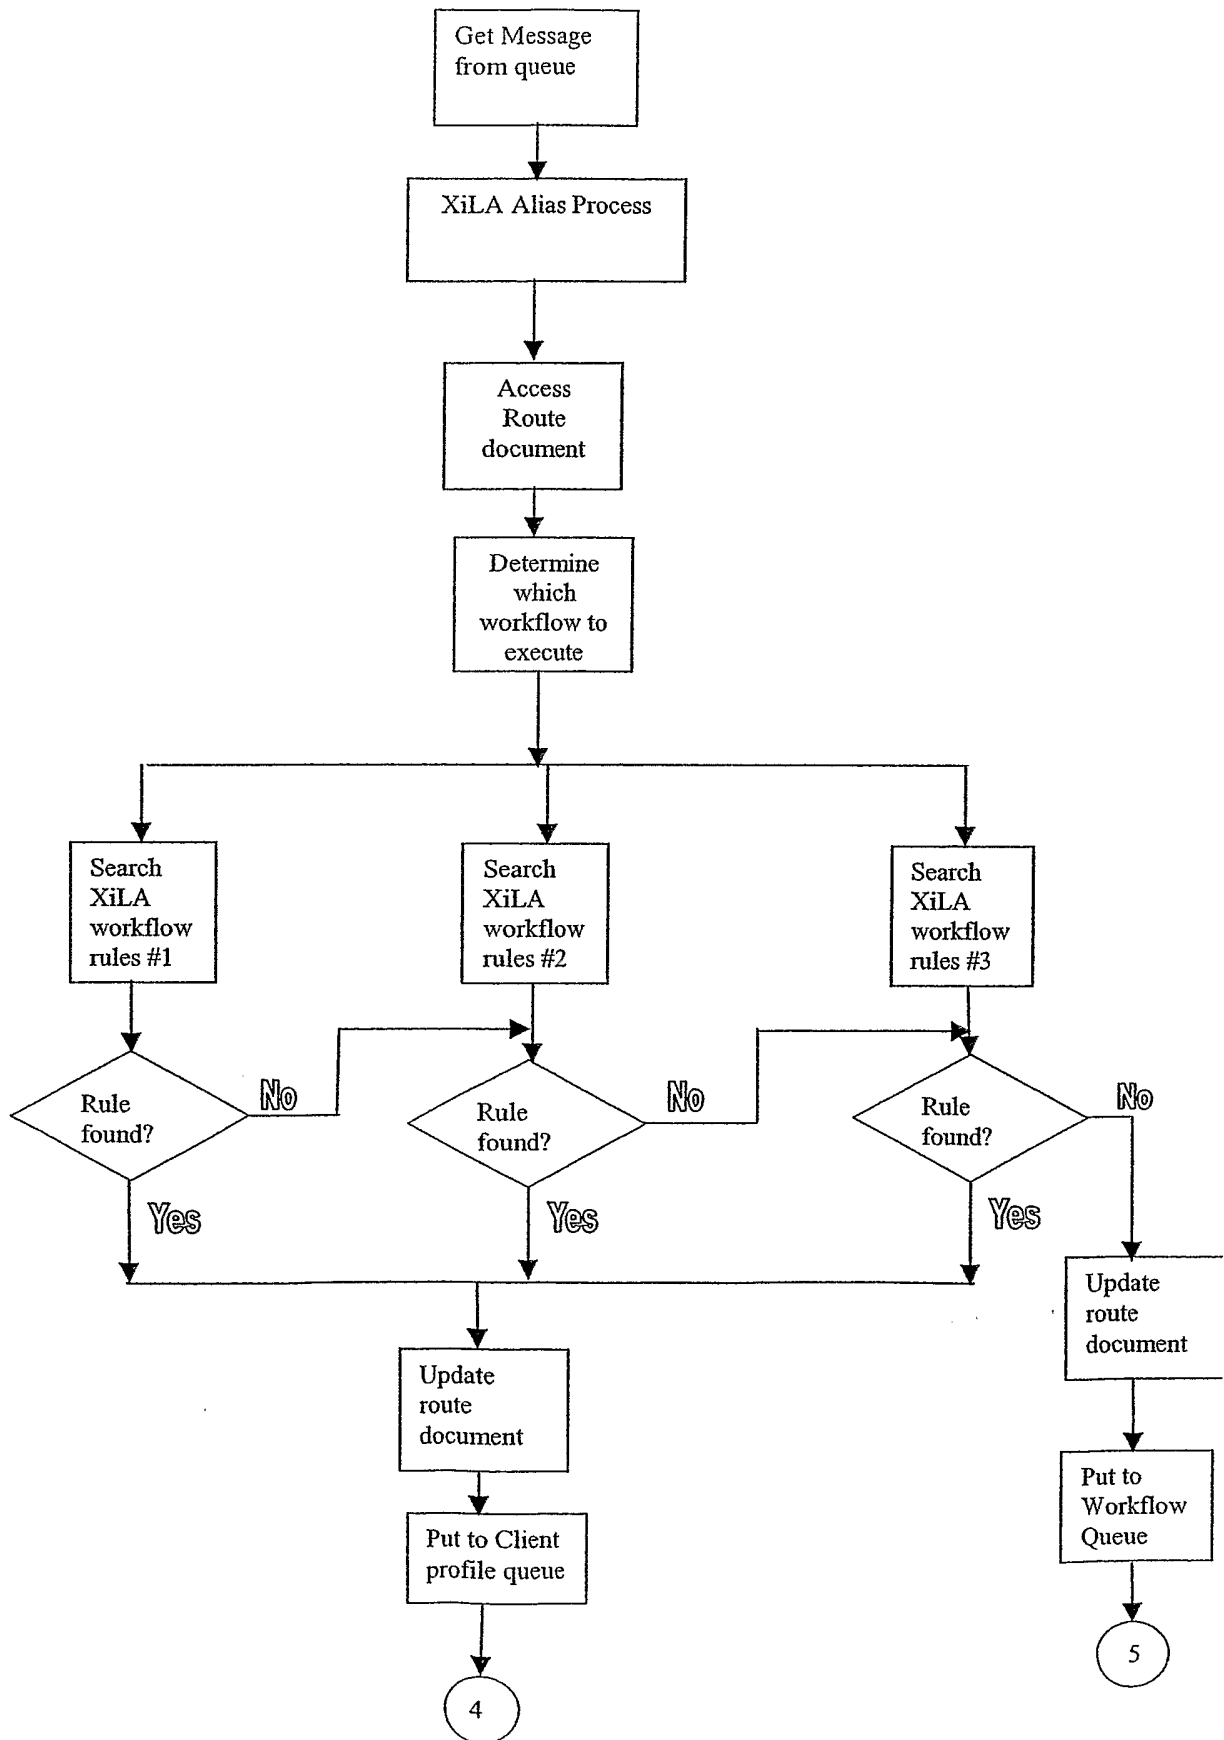 Get Message
from queue
XiLA Alias Process
Access
Route
document
Determine
which
workflow to
execute
Search
XiLA
workflow
rules #1
Search
XiLA
workflow
rules #2
Search
XiLA
workflow
rules #3
Rule
found?
No
Yes
Rule
found?
No
Yes
Rule
found?
No
Yes
Update
route
document
Put to Client
profile queue
4
Update
route
document
Put to
Workflow
Queue
5